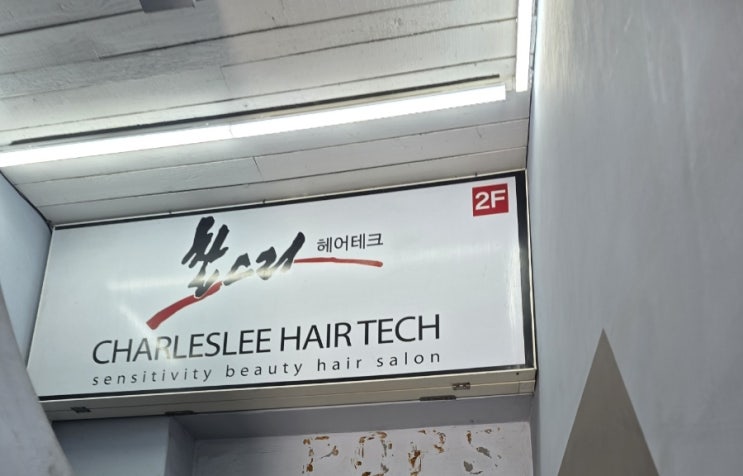 2F
찰스리 헤어테크
CHARLESLEE HAIR TECH
sensitivity beauty hair salon